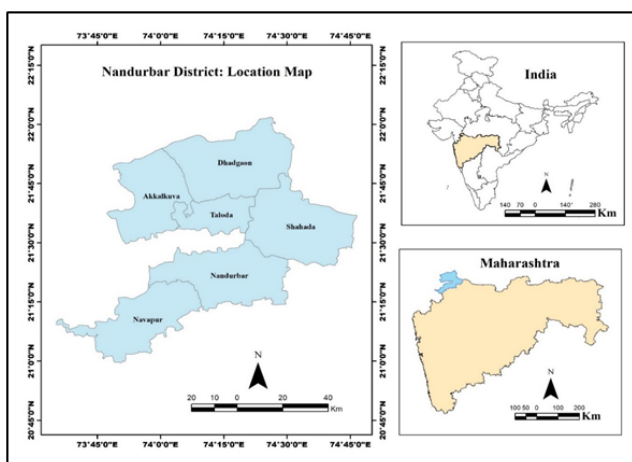 73°45'0"E 74°0'0"E 74°15'0"E 74°30'0"E 74°45'0"E
Nandurbar District: Location Map
22°15'0"N
22°0'0"N
21°45'0"N
21°30'0"N
21°15'0"N
21°0'0"N
20°45'0"N
Dhadgaon
Akkalkuva
Taloda
Shahada
Nandurbar
Navapur
N
20 10 0 20 40
Km
22°15'0"N
22°0'0"N
21°45'0"N
21°30'0"N
21°15'0"N
21°0'0"N
20°45'0"N
73°45'0"E 74°0'0"E 74°15'0"E 74°30'0"E 74°45'0"E
India
N
140 70 0 140 280
Km
Maharashtra
N
100 50 0 100 200
Km